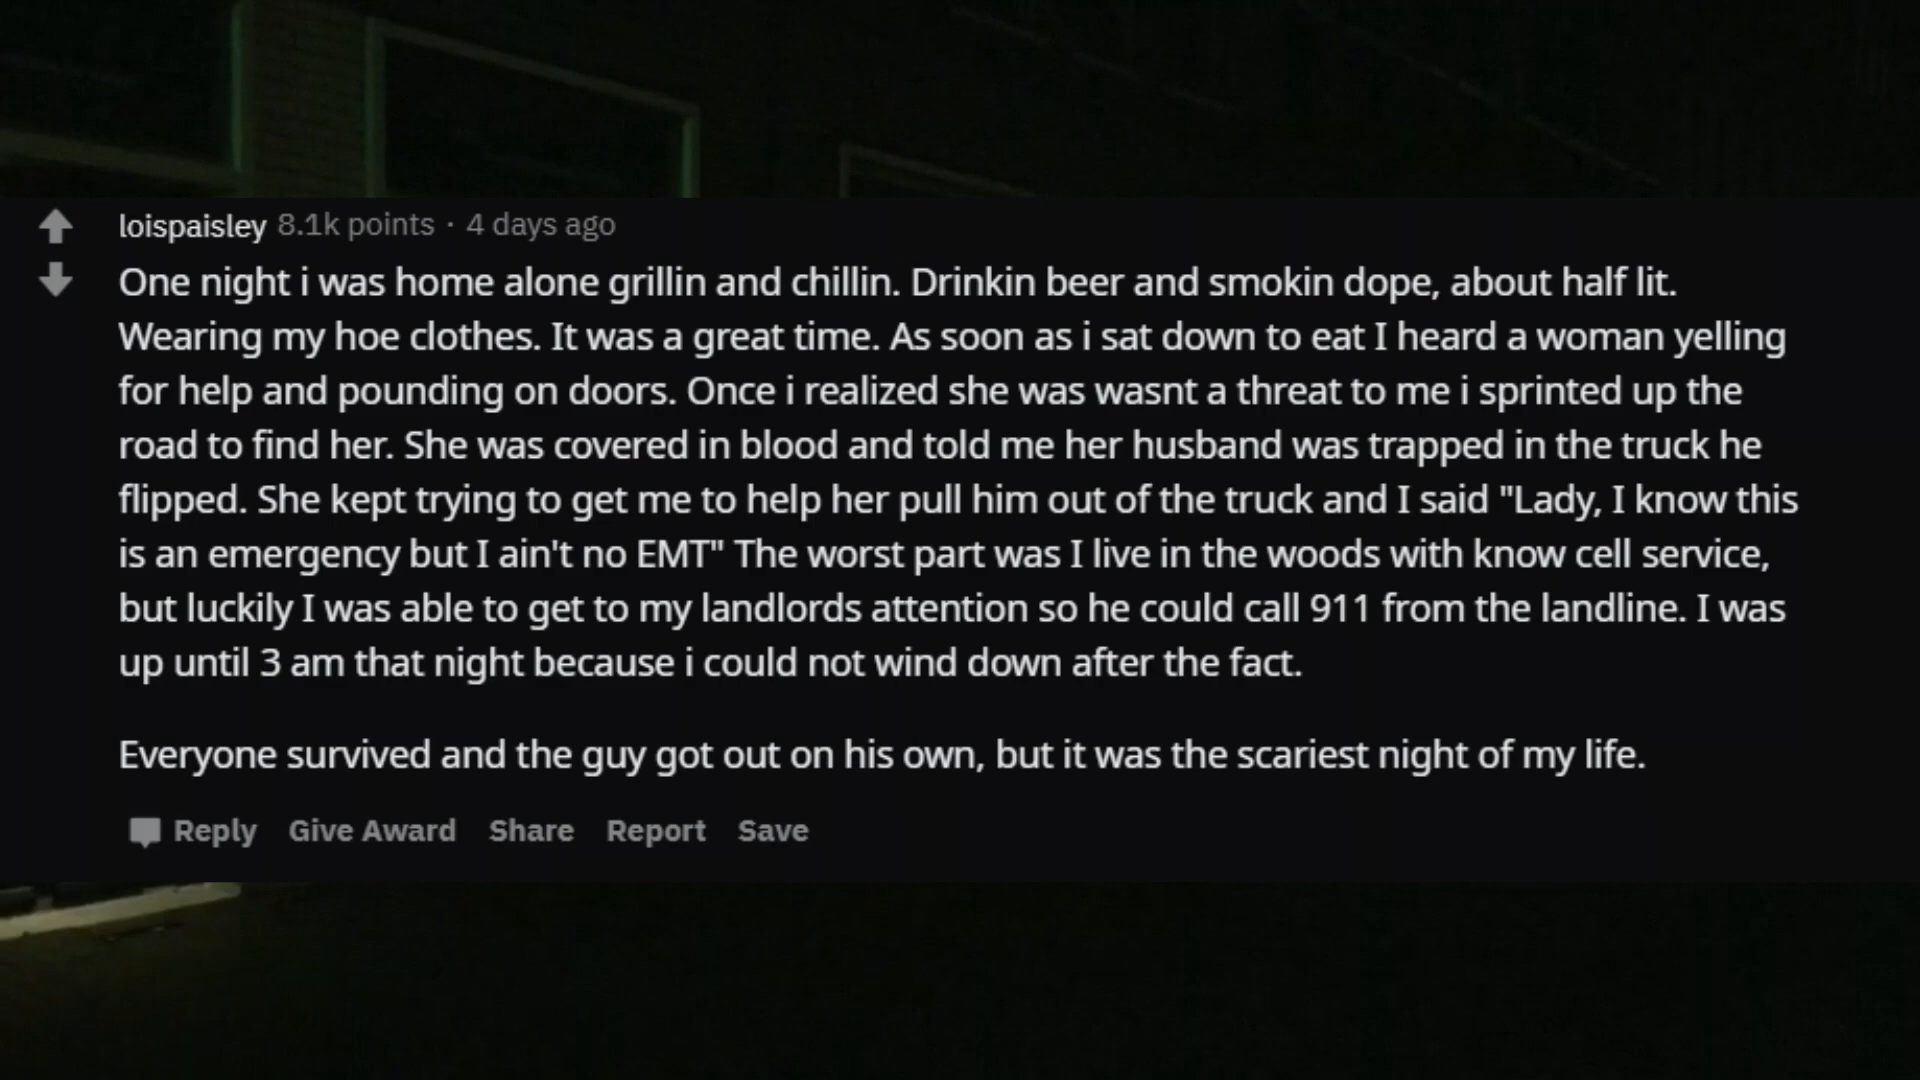 loispaisley 8.1k points · 4 days ago
One night i was home alone grillin and chillin. Drinkin beer and smokin dope, about half lit.
Wearing my hoe clothes. It was a great time. As soon as i sat down to eat I heard a woman yelling
for help and pounding on doors. Once i realized she was wasnt a threat to me i sprinted up the
road to find her. She was covered in blood and told me her husband was trapped in the truck he
flipped. She kept trying to get me to help her pull him out of the truck and I said "Lady, I know this
is an emergency but I ain't no EMT" The worst part was I live in the woods with know cell service,
but luckily I was able to get to my landlords attention so he could call 911 from the landline. I was
up until 3 am that night because i could not wind down after the fact.
Everyone survived and the guy got out on his own, but it was the scariest night of my life.
Reply Give Award Share Report Save